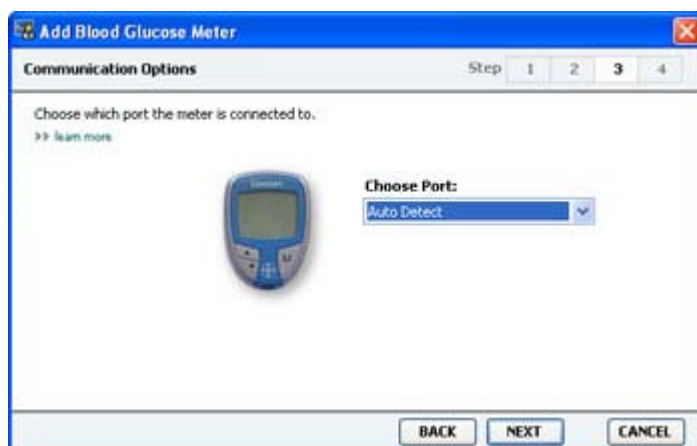 Add Blood Glucose Meter
Communication Options
Step 1 2 3 4
Choose which port the meter is connected to.
>> learn more
Choose Port:
Auto Detect
BACK NEXT CANCEL